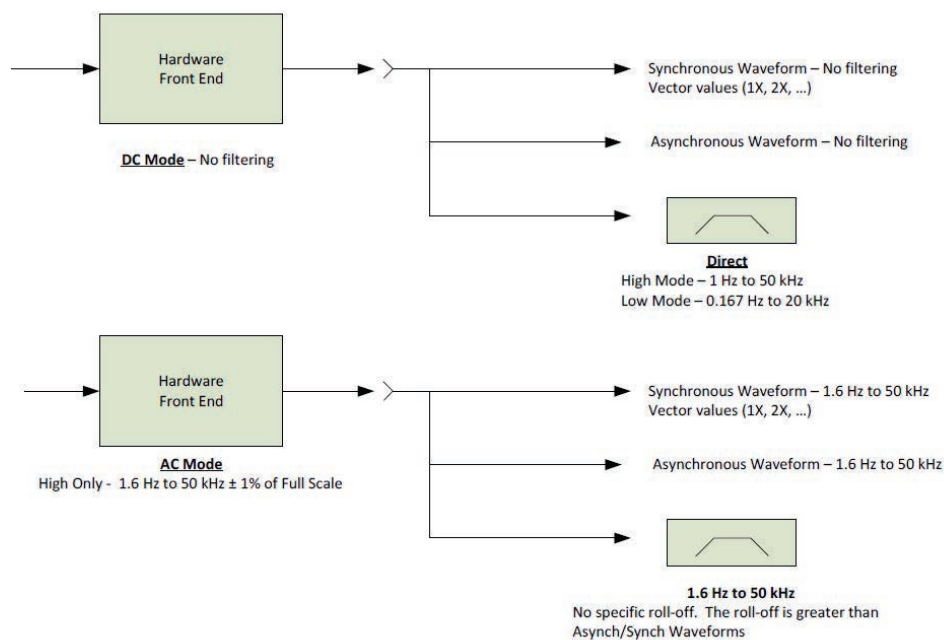 Hardware
Front End
DC Mode – No filtering
Synchronous Waveform – No filtering
Vector values (1X, 2X, ...)
Asynchronous Waveform – No filtering
Direct
High Mode – 1 Hz to 50 kHz
Low Mode – 0.167 Hz to 20 kHz
Hardware
Front End
AC Mode
High Only -  1.6 Hz to 50 kHz ± 1% of Full Scale
Synchronous Waveform – 1.6 Hz to 50 kHz
Vector values (1X, 2X, ...)
Asynchronous Waveform – 1.6 Hz to 50 kHz
1.6 Hz to 50 kHz
No specific roll-off.  The roll-off is greater than
Asynch/Synch Waveforms